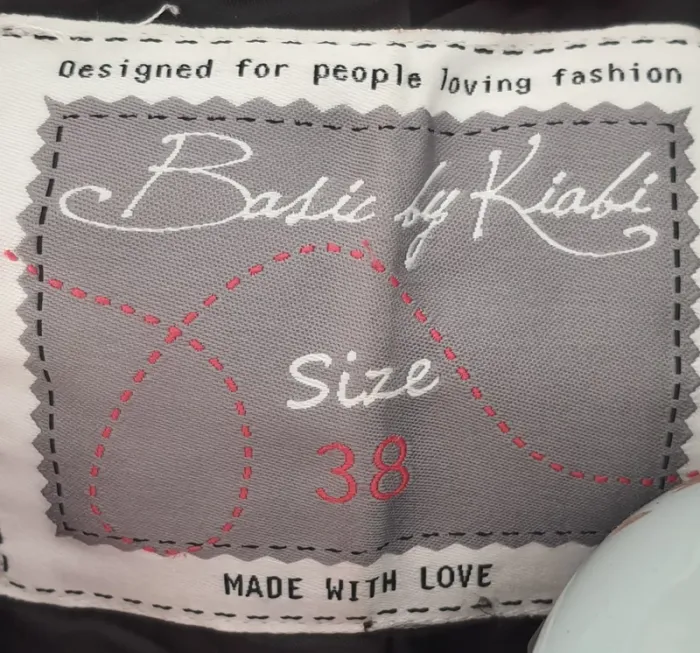 Designed for people loving fashion
Basic by Kiabi
Size
38
MADE WITH LOVE